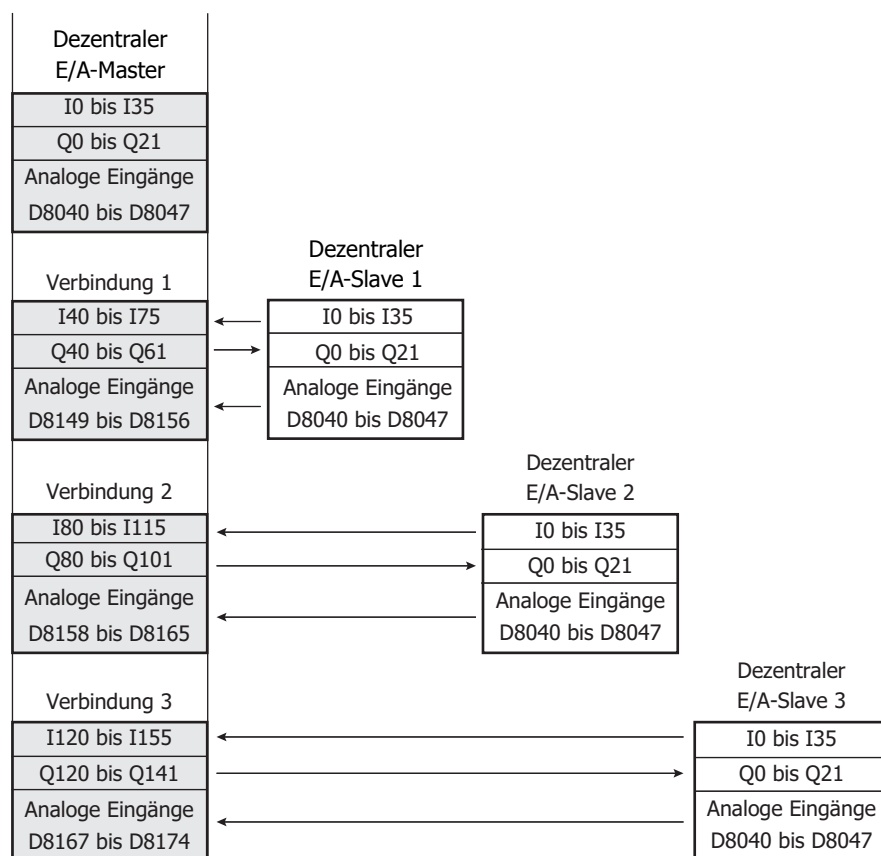 Dezentraler
E/A-Master
I0 bis I35
Q0 bis Q21
Analoge Eingänge
D8040 bis D8047
Verbindung 1
I40 bis I75
Q40 bis Q61
Analoge Eingänge
D8149 bis D8156
Dezentraler
E/A-Slave 1
I0 bis I35
Q0 bis Q21
Analoge Eingänge
D8040 bis D8047
Verbindung 2
I80 bis I115
Q80 bis Q101
Analoge Eingänge
D8158 bis D8165
Dezentraler
E/A-Slave 2
I0 bis I35
Q0 bis Q21
Analoge Eingänge
D8040 bis D8047
Verbindung 3
I120 bis I155
Q120 bis Q141
Analoge Eingänge
D8167 bis D8174
Dezentraler
E/A-Slave 3
I0 bis I35
Q0 bis Q21
Analoge Eingänge
D8040 bis D8047